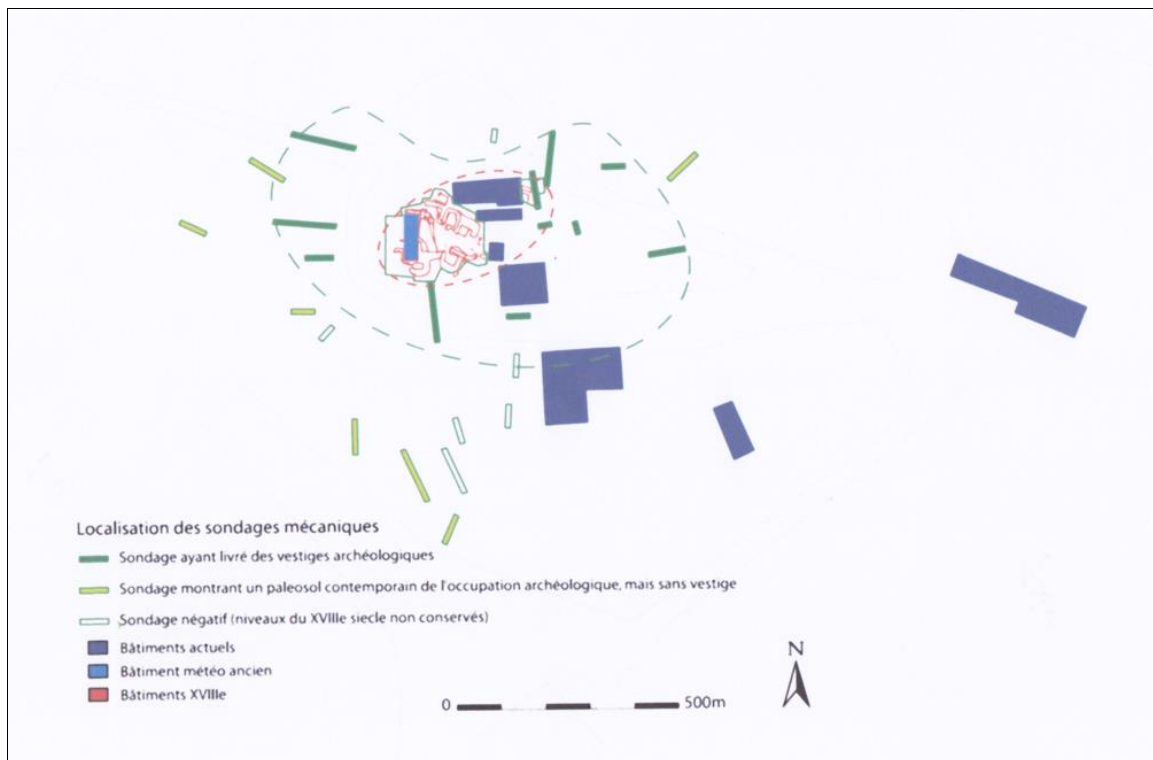 Localisation des sondages mécaniques
Sondage ayant livré des vestiges archéologiques
Sondage montrant un paleosol contemporain de l'occupation archéologique, mais sans vestige
Sondage négatif (niveaux du XVIIIe siecle non conservés)
Bâtiments actuels
Bâtiment météo ancien
Bâtiments XVIIIe
N
0 500m